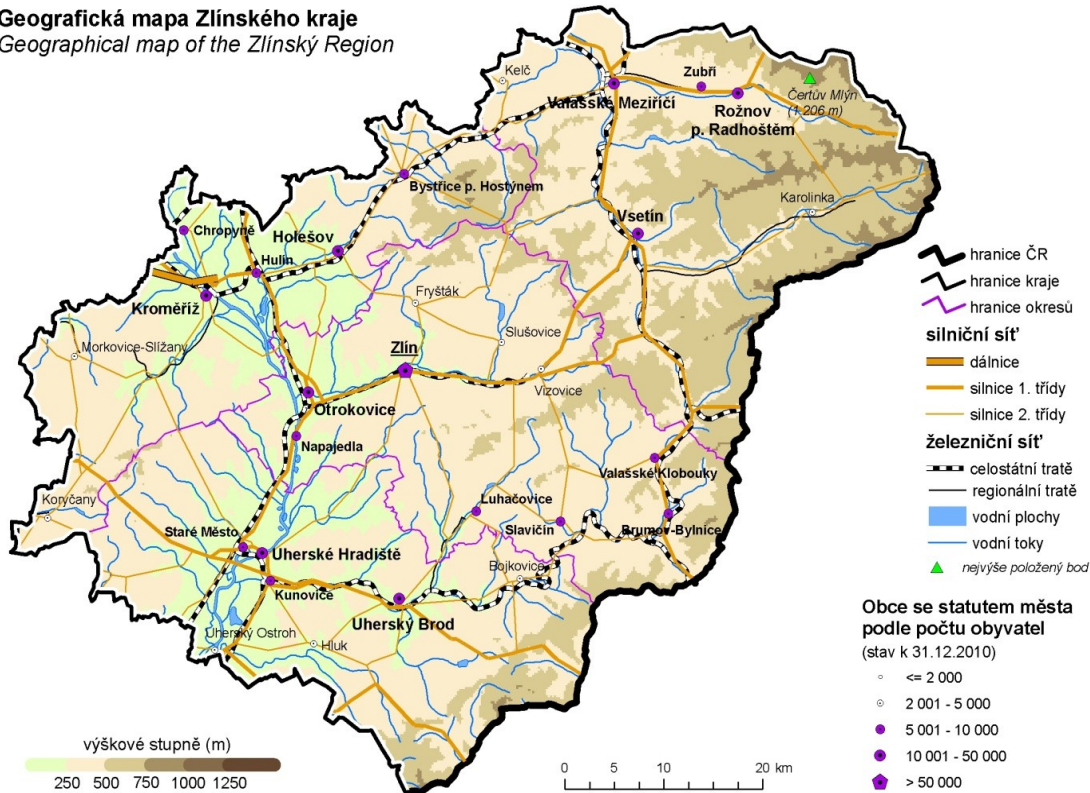 Geografická mapa Zlínského kraje
Geographical map of the Zlínský Region
Kelč
Zubří
Valašské Meziříčí
Čertův Mlýn
(1 206 m)
Rožnov
p. Radhoštěm
Bystřice p. Hostýnem
Karolinka
Vsetín
Chropyně
Holešov
Hulín
Kroměříž
Fryšták
Slušovice
Morkovice-Slížany
Zlín
Vizovice
Otrokovice
Napajedla
Valašské Klobouky
Koryčany
Luhačovice
Slavičín
Brumov-Bylnice
Staré Město
Uherské Hradiště
Bojkovice
Kunovice
Uherský Brod
Uherský Ostroh
Hluk
hranice ČR
hranice kraje
hranice okresů
silniční síť
dálnice
silnice 1. třídy
silnice 2. třídy
železniční síť
celostátní tratě
regionální tratě
vodní plochy
vodní toky
nejvýše položený bod
Obce se statutem města
podle počtu obyvatel
(stav k 31.12.2010)
<= 2 000
2 001 - 5 000
5 001 - 10 000
10 001 - 50 000
> 50 000
výškové stupně (m)
250 500 750 1000 1250
0 5 10 20 km